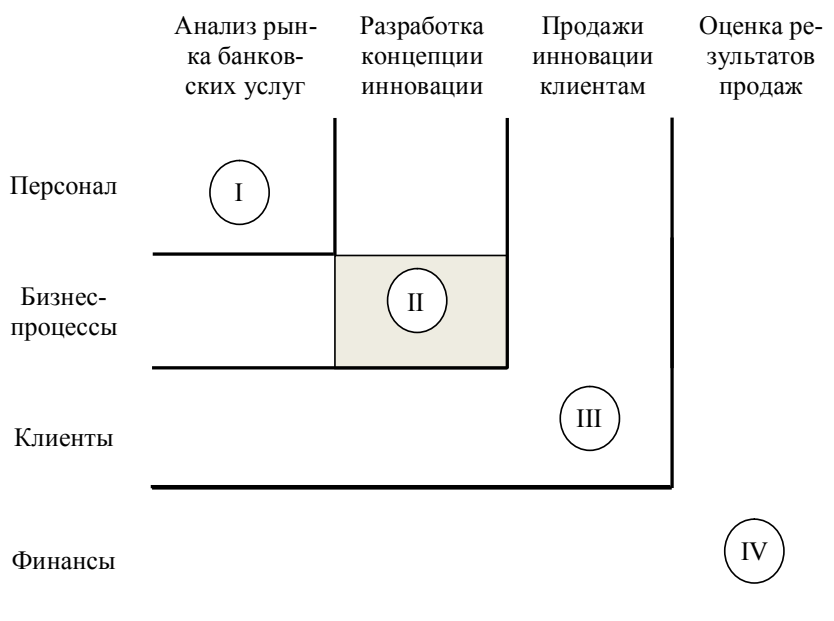 Анализ рын-
ка банков-
ских услуг
Разработка
концепции
инновации
Продажи
инновации
клиентам
Оценка ре-
зультатов
продаж
Персонал
I
Бизнес-
процессы
II
Клиенты
III
Финансы
IV